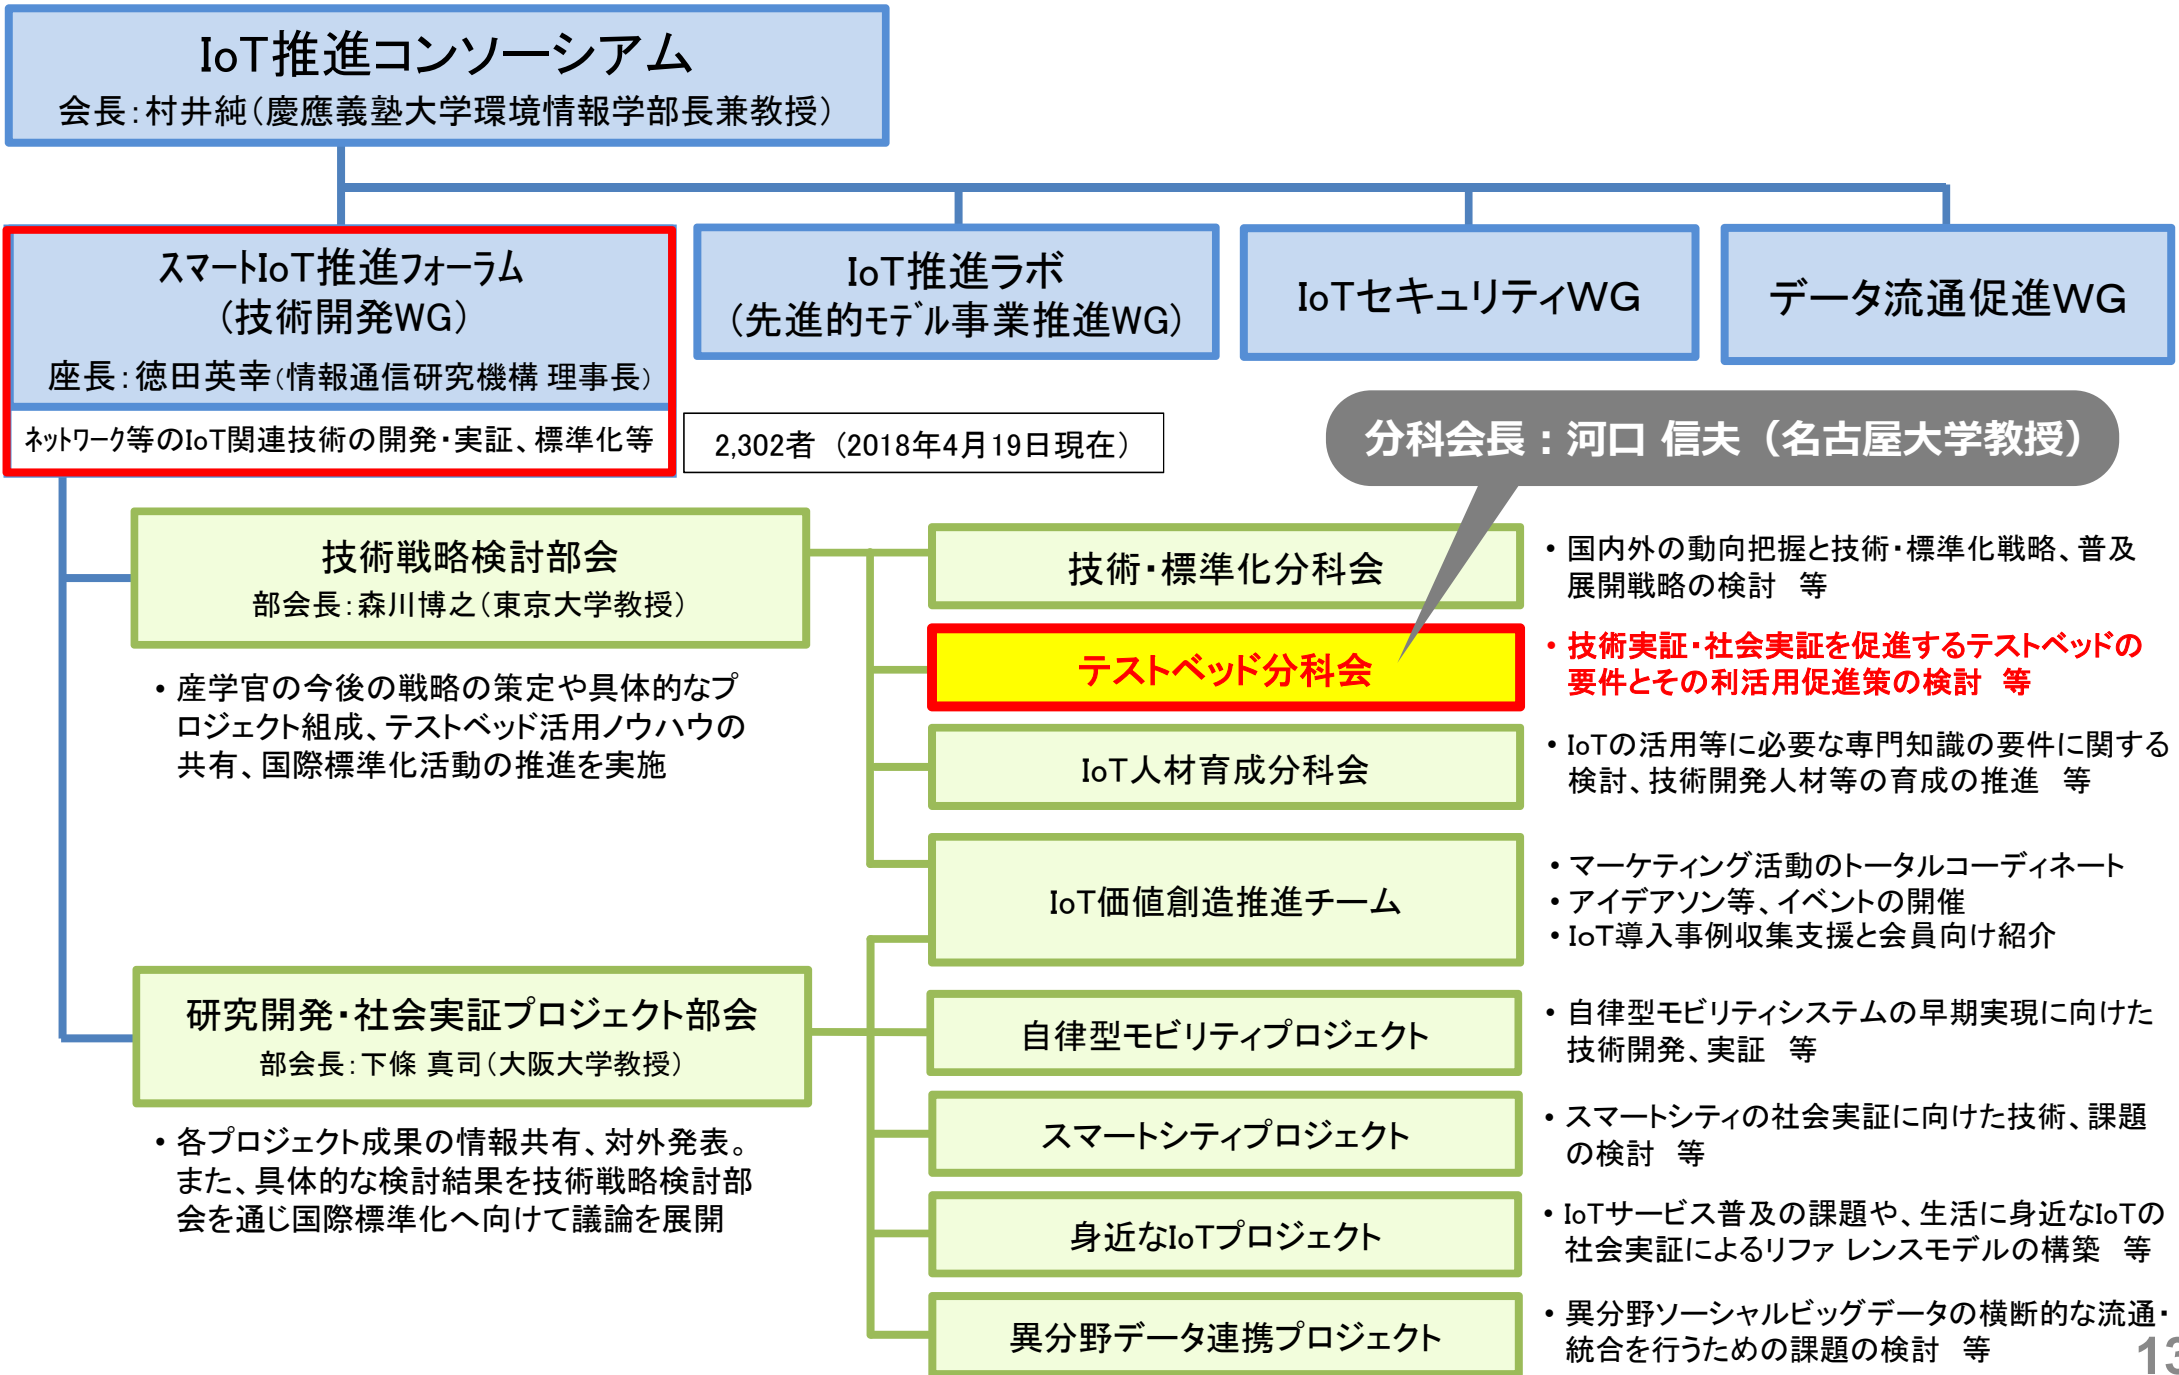 IoT推進コンソーシアム
会長：村井純（慶應義塾大学環境情報学部長兼教授）
スマートIoT推進フォーラム
（技術開発WG）
座長：徳田英幸（情報通信研究機構 理事長）
ネットワーク等のIoT関連技術の開発・実証、標準化等
IoT推進ラボ
（先進的モデル事業推進WG）
IoTセキュリティWG
データ流通促進WG
2,302者 （2018年4月19日現在）
分科会長：河口 信夫（名古屋大学教授）
技術戦略検討部会
部会長：森川博之（東京大学教授）
・産学官の今後の戦略の策定や具体的なプ
ロジェクト組成、テストベッド活用ノウハウの
共有、国際標準化活動の推進を実施
技術・標準化分科会
・国内外の動向把握と技術・標準化戦略、普及
展開戦略の検討　等
テストベッド分科会
・技術実証・社会実証を促進するテストベッドの
要件とその利活用促進策の検討　等
IoT人材育成分科会
・IoTの活用等に必要な専門知識の要件に関する
検討、技術開発人材等の育成の推進　等
IoT価値創造推進チーム
・マーケティング活動のトータルコーディネート
・アイデアソン等、イベントの開催
・IoT導入事例収集支援と会員向け紹介
研究開発・社会実証プロジェクト部会
部会長：下條 真司（大阪大学教授）
・各プロジェクト成果の情報共有、対外発表。
また、具体的な検討結果を技術戦略検討部
会を通じ国際標準化へ向けて議論を展開
自律型モビリティプロジェクト
・自律型モビリティシステムの早期実現に向けた
技術開発、実証　等
スマートシティプロジェクト
・スマートシティの社会実証に向けた技術、課題
の検討　等
身近なIoTプロジェクト
・IoTサービス普及の課題や、生活に身近なIoTの
社会実証によるリファ レンスモデルの構築　等
異分野データ連携プロジェクト
・異分野ソーシャルビッグデータの横断的な流通・
統合を行うための課題の検討　等
13